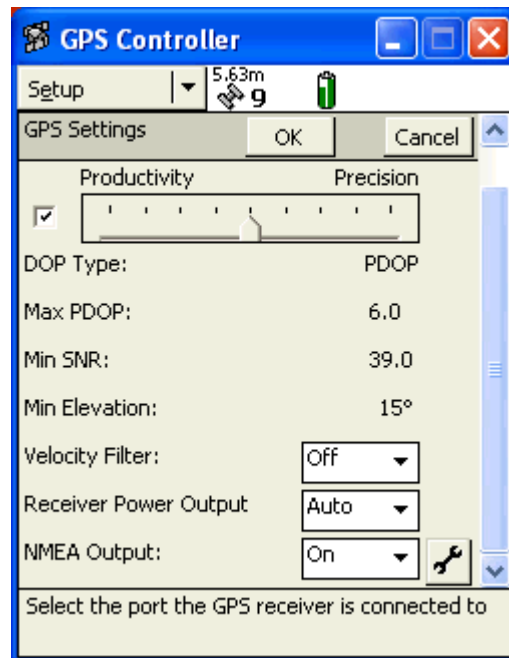 GPS Controller
Setup
5.63m
9
GPS Settings OK Cancel
Productivity Precision
DOP Type: PDOP
Max PDOP: 6.0
Min SNR: 39.0
Min Elevation: 15°
Velocity Filter: Off
Receiver Power Output Auto
NMEA Output: On
Select the port the GPS receiver is connected to